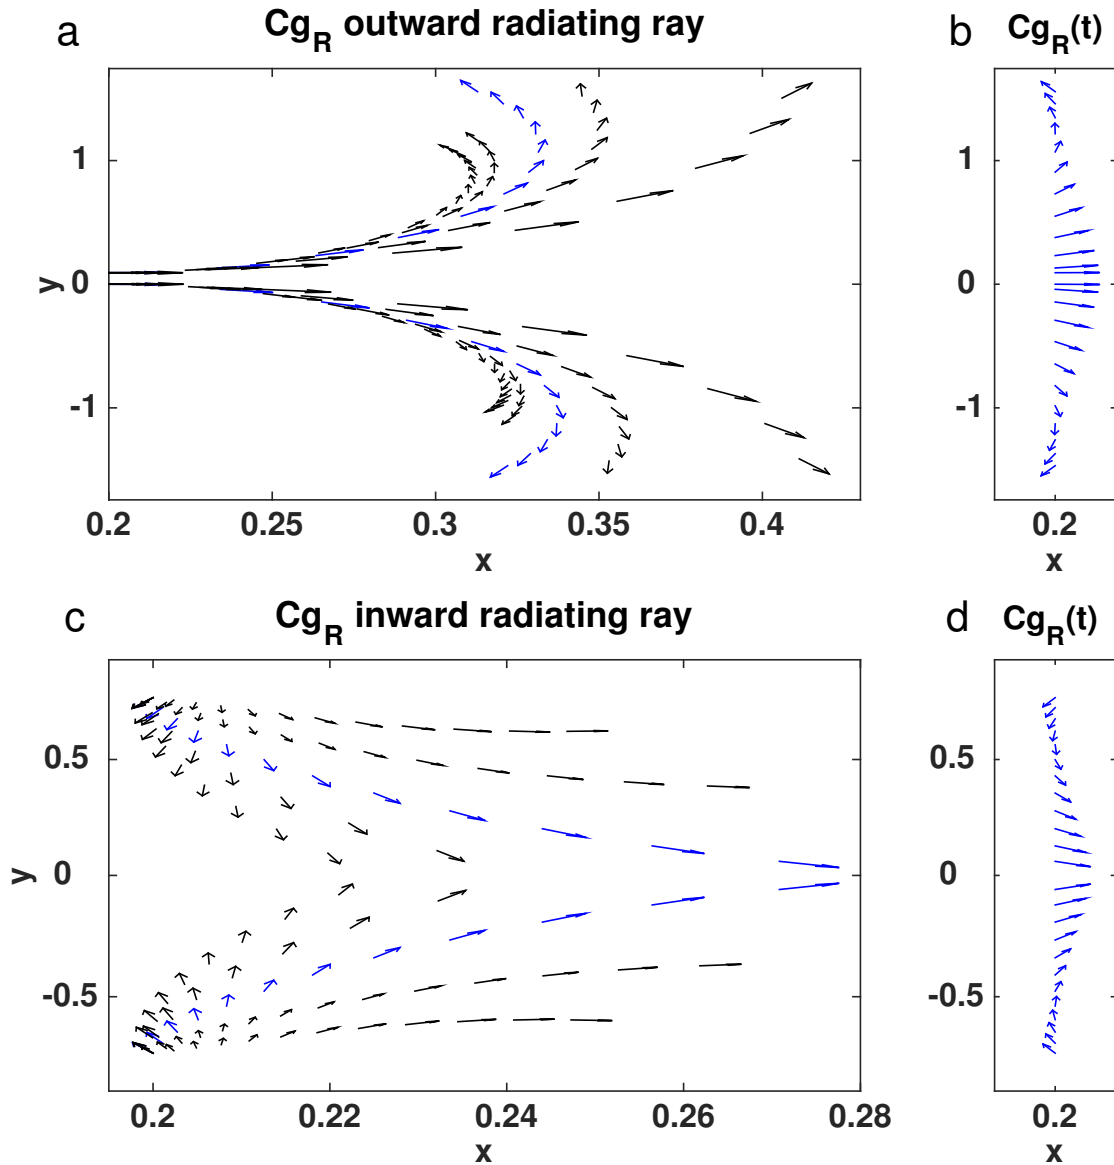 a Cg_R outward radiating ray b Cg_R(t)
1 1
y 0 0
-1 -1
0.2 0.25 0.3 0.35 0.4 0.2
x x
c Cg_R inward radiating ray d Cg_R(t)
0.5 0.5
y 0 0
-0.5 -0.5
0.2 0.22 0.24 0.26 0.28 0.2
x x